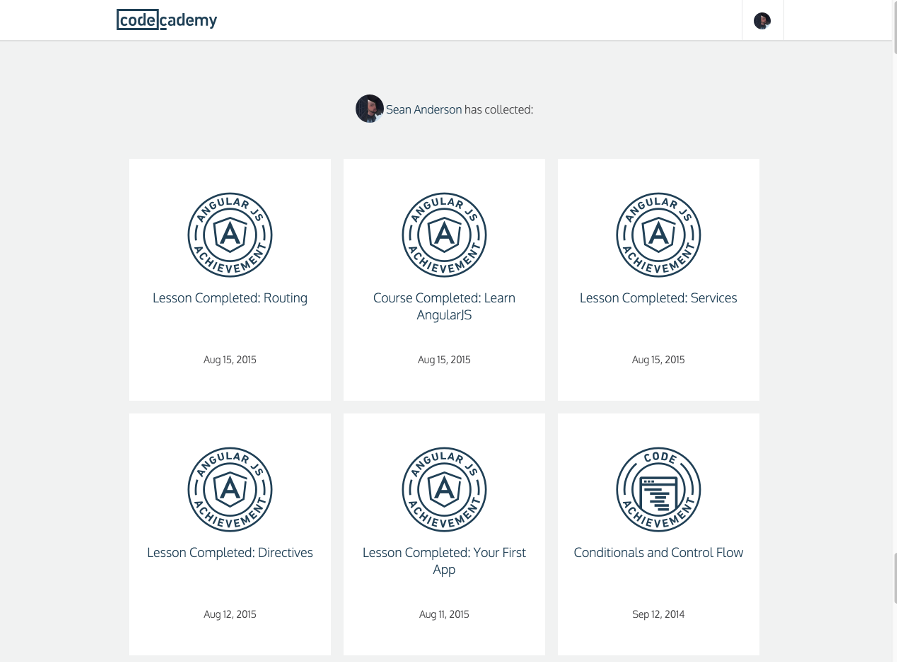 codecademy
Sean Anderson has collected:
ANGULAR JS
A
ACHIEVEMENT
Lesson Completed: Routing
Aug 15, 2015
ANGULAR JS
A
ACHIEVEMENT
Course Completed: Learn
AngularJS
Aug 15, 2015
ANGULAR JS
A
ACHIEVEMENT
Lesson Completed: Services
Aug 15, 2015
ANGULAR JS
A
ACHIEVEMENT
Lesson Completed: Directives
Aug 12, 2015
ANGULAR JS
A
ACHIEVEMENT
Lesson Completed: Your First
App
Aug 11, 2015
CODE
ACHIEVEMENT
Conditionals and Control Flow
Sep 12, 2014